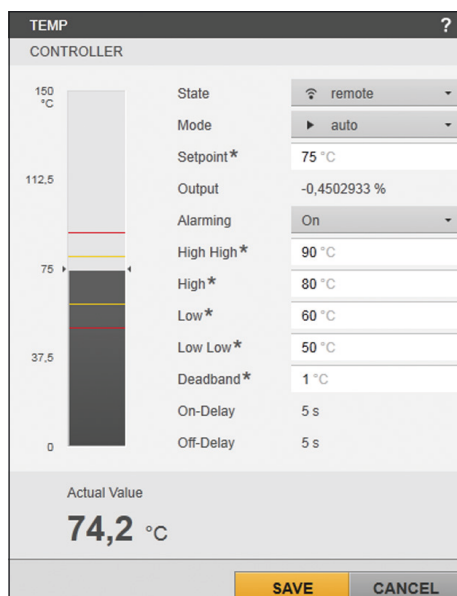 TEMP ?
CONTROLLER
150
°C
112,5
75
37,5
0
State remote
Mode auto
Setpoint* 75 °C
Output -0,4502933 %
Alarming On
High High* 90 °C
High* 80 °C
Low* 60 °C
Low Low* 50 °C
Deadband* 1 °C
On-Delay 5 s
Off-Delay 5 s
Actual Value
74,2 °C
SAVE CANCEL